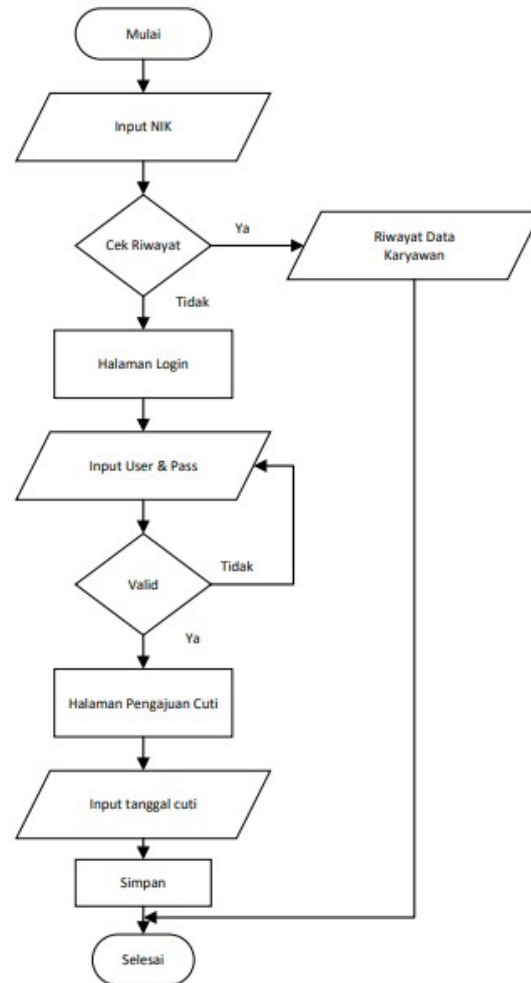 Mulai
Input NIK
Cek Riwayat
Ya
Riwayat Data
Karyawan
Tidak
Halaman Login
Input User & Pass
Valid
Tidak
Ya
Halaman Pengajuan Cuti
Input tanggal cuti
Simpan
Selesai